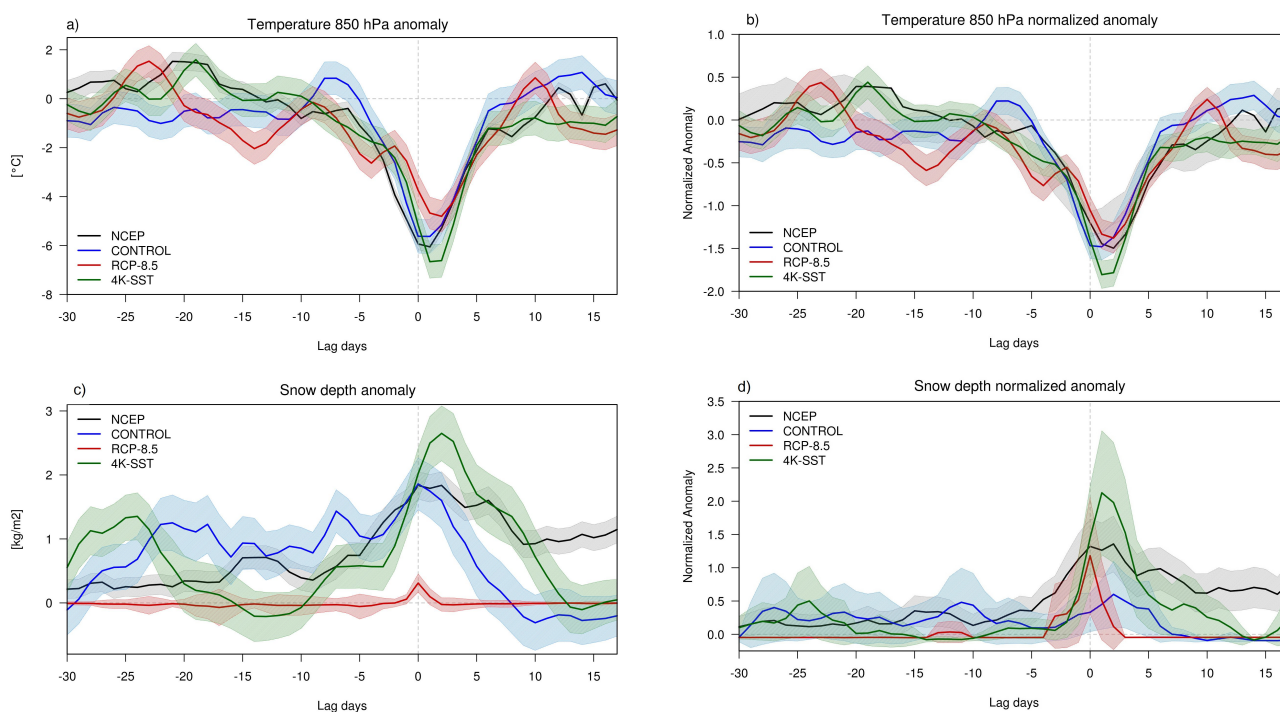 a) Temperature 850 hPa anomaly
[°C]
2
0
-2
-4
-6
-8
NCEP
CONTROL
RCP-8.5
4K-SST
-30 -25 -20 -15 -10 -5 0 5 10 15
Lag days
b) Temperature 850 hPa normalized anomaly
Normalized Anomaly
1.0
0.5
0.0
-0.5
-1.0
-1.5
-2.0
NCEP
CONTROL
RCP-8.5
4K-SST
-30 -25 -20 -15 -10 -5 0 5 10 15
Lag days
c) Snow depth anomaly
[kg/m2]
3
2
1
0
NCEP
CONTROL
RCP-8.5
4K-SST
-30 -25 -20 -15 -10 -5 0 5 10 15
Lag days
d) Snow depth normalized anomaly
Normalized Anomaly
3.5
3.0
2.5
2.0
1.5
1.0
0.5
0.0
NCEP
CONTROL
RCP-8.5
4K-SST
-30 -25 -20 -15 -10 -5 0 5 10 15
Lag days